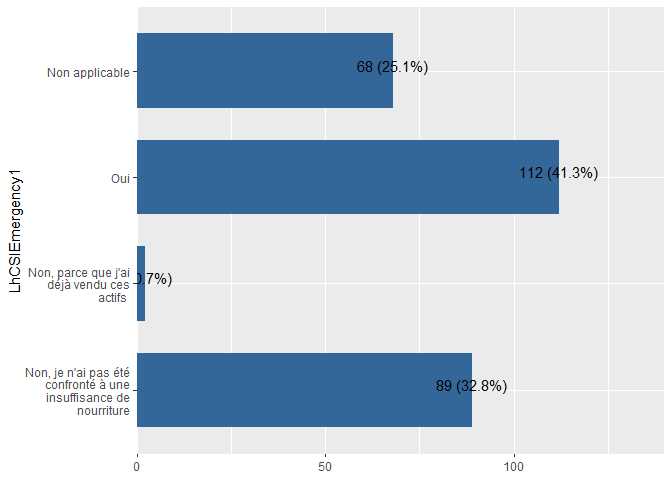 LhCSIEmergency1
Non applicable
68 (25.1%)
Oui
112 (41.3%)
Non, parce que j'ai
déjà vendu ces
actifs
0.7%)
Non, je n'ai pas été
confronté à une
insuffisance de
nourriture
89 (32.8%)
0
50
100